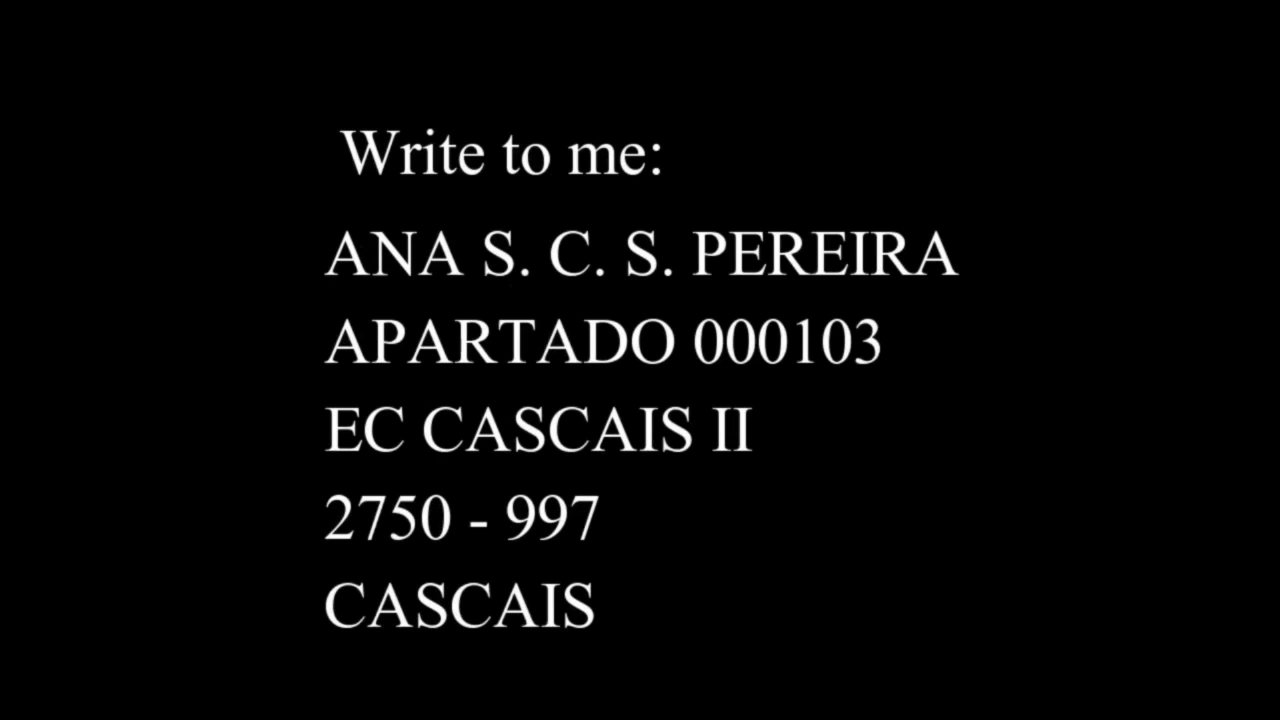 Write to me:
ANA S. C. S. PEREIRA
APARTADO 000103
EC CASCAIS II
2750 - 997
CASCAIS